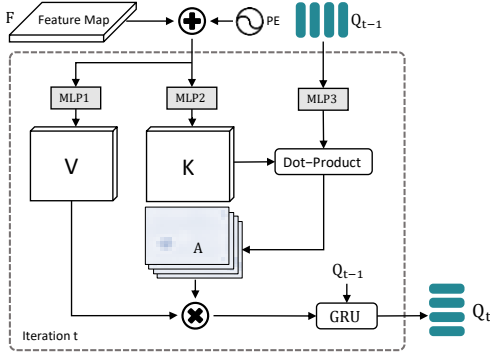 F
Feature Map
PE
Q_{t−1}
MLP1
MLP2
MLP3
V
K
Dot−Product
A
Q_{t−1}
GRU
Q_t
Iteration t